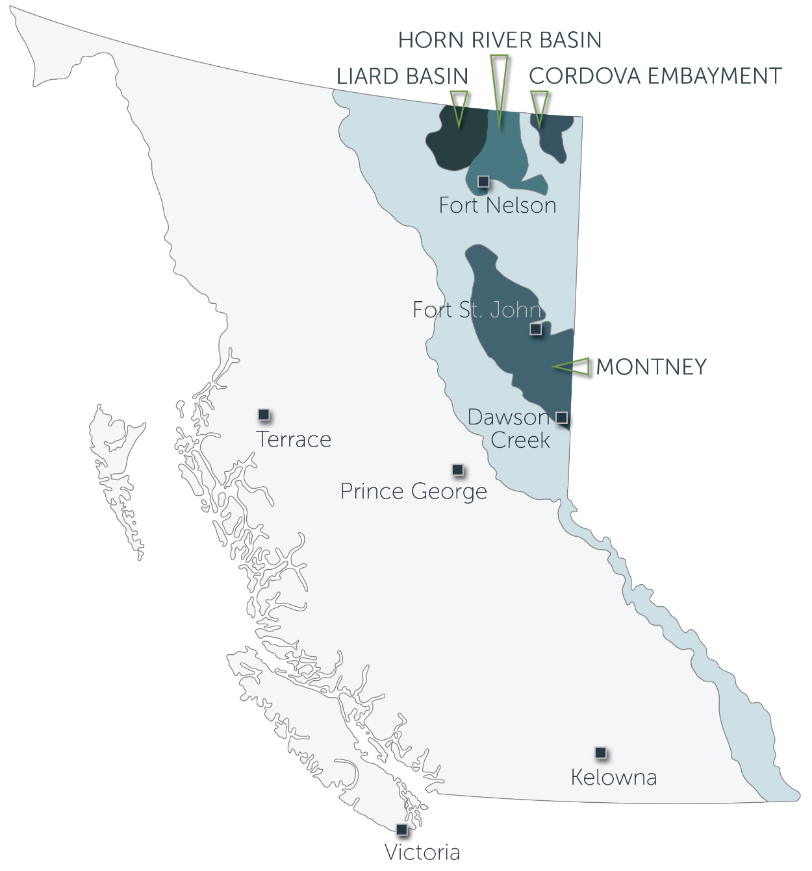 HORN RIVER BASIN
LIARD BASIN
CORDOVA EMBAYMENT
Fort Nelson
Fort St. John
MONTNEY
Dawson
Creek
Terrace
Prince George
Kelowna
Victoria